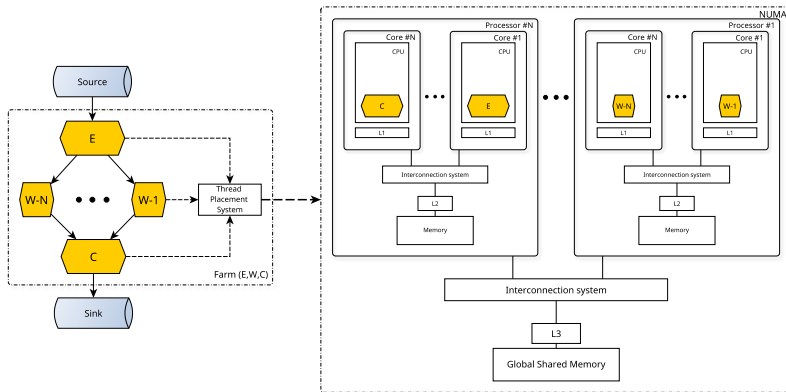 Source
E
W-N
W-1
C
Farm (E,W,C)
Sink
Thread
Placement
System
NUMA
Processor #N
Core #N
CPU
C
L1
Core #1
CPU
E
L1
Interconnection system
L2
Memory
Processor #1
Core #N
CPU
W-N
L1
Core #1
CPU
W-1
L1
Interconnection system
L2
Memory
Interconnection system
L3
Global Shared Memory